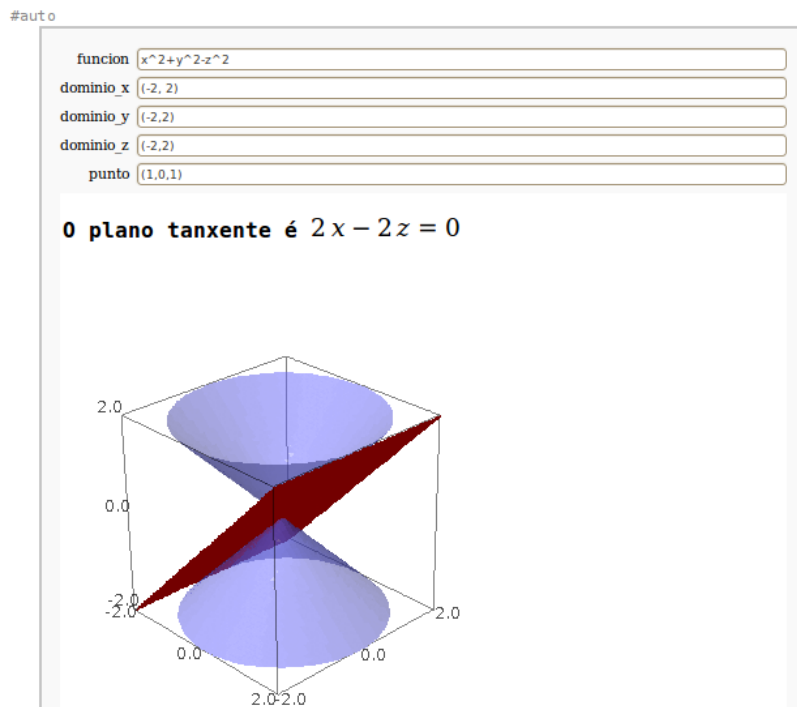 #auto
funcion x^2+y^2-z^2
dominio_x (-2, 2)
dominio_y (-2,2)
dominio_z (-2,2)
punto (1,0,1)
O plano tanxente é 2x − 2z = 0
2.0
0.0
-2.0
-2.0
2.0
0.0
0.0
2.0
-2.0